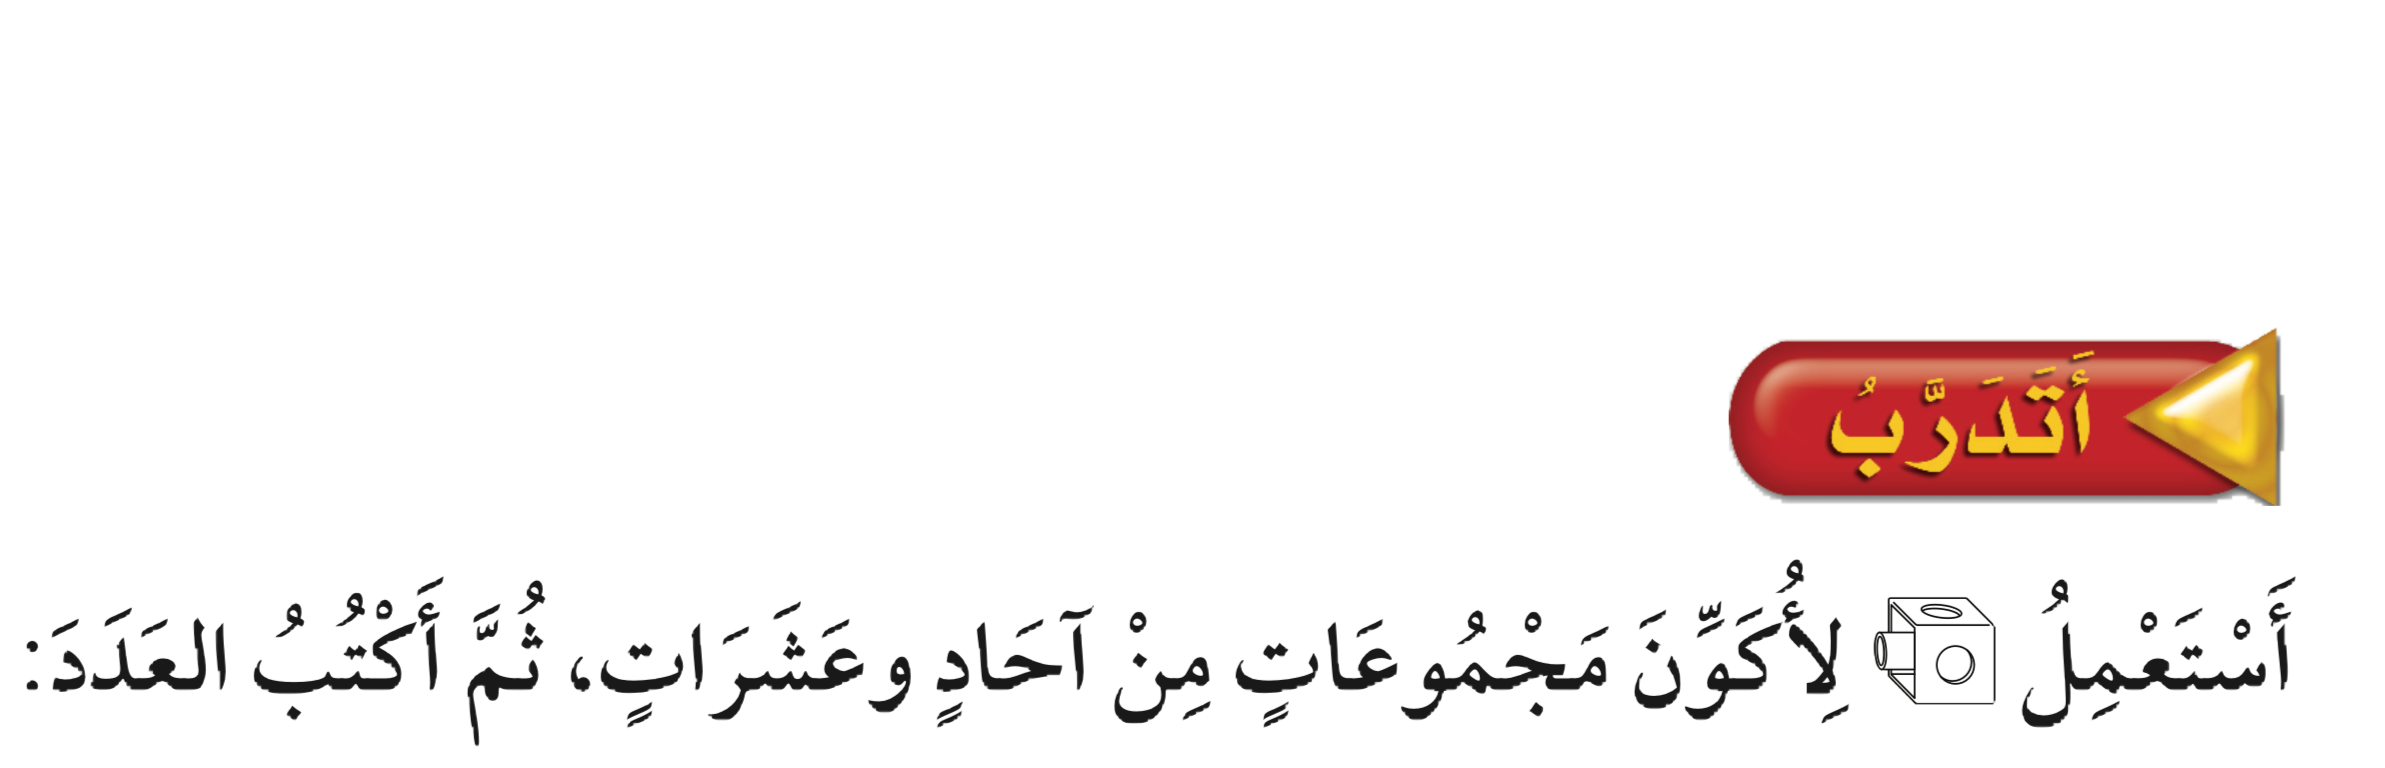 أَتَدَرَّبُ
أَسْتَعْمِلُ لِأُكَوِّنَ مَجْمُوعَاتٍ مِنْ آحَادٍ وعَشَرَاتٍ، ثُمَّ أَكْتُبُ العَدَدَ: